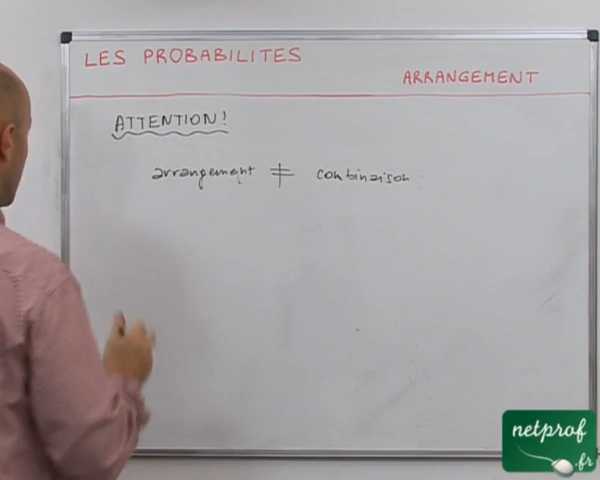 LES PROBABILITES
ARRANGEMENT
ATTENTION!
arrangement ≠ combinaison
netprof
.fr